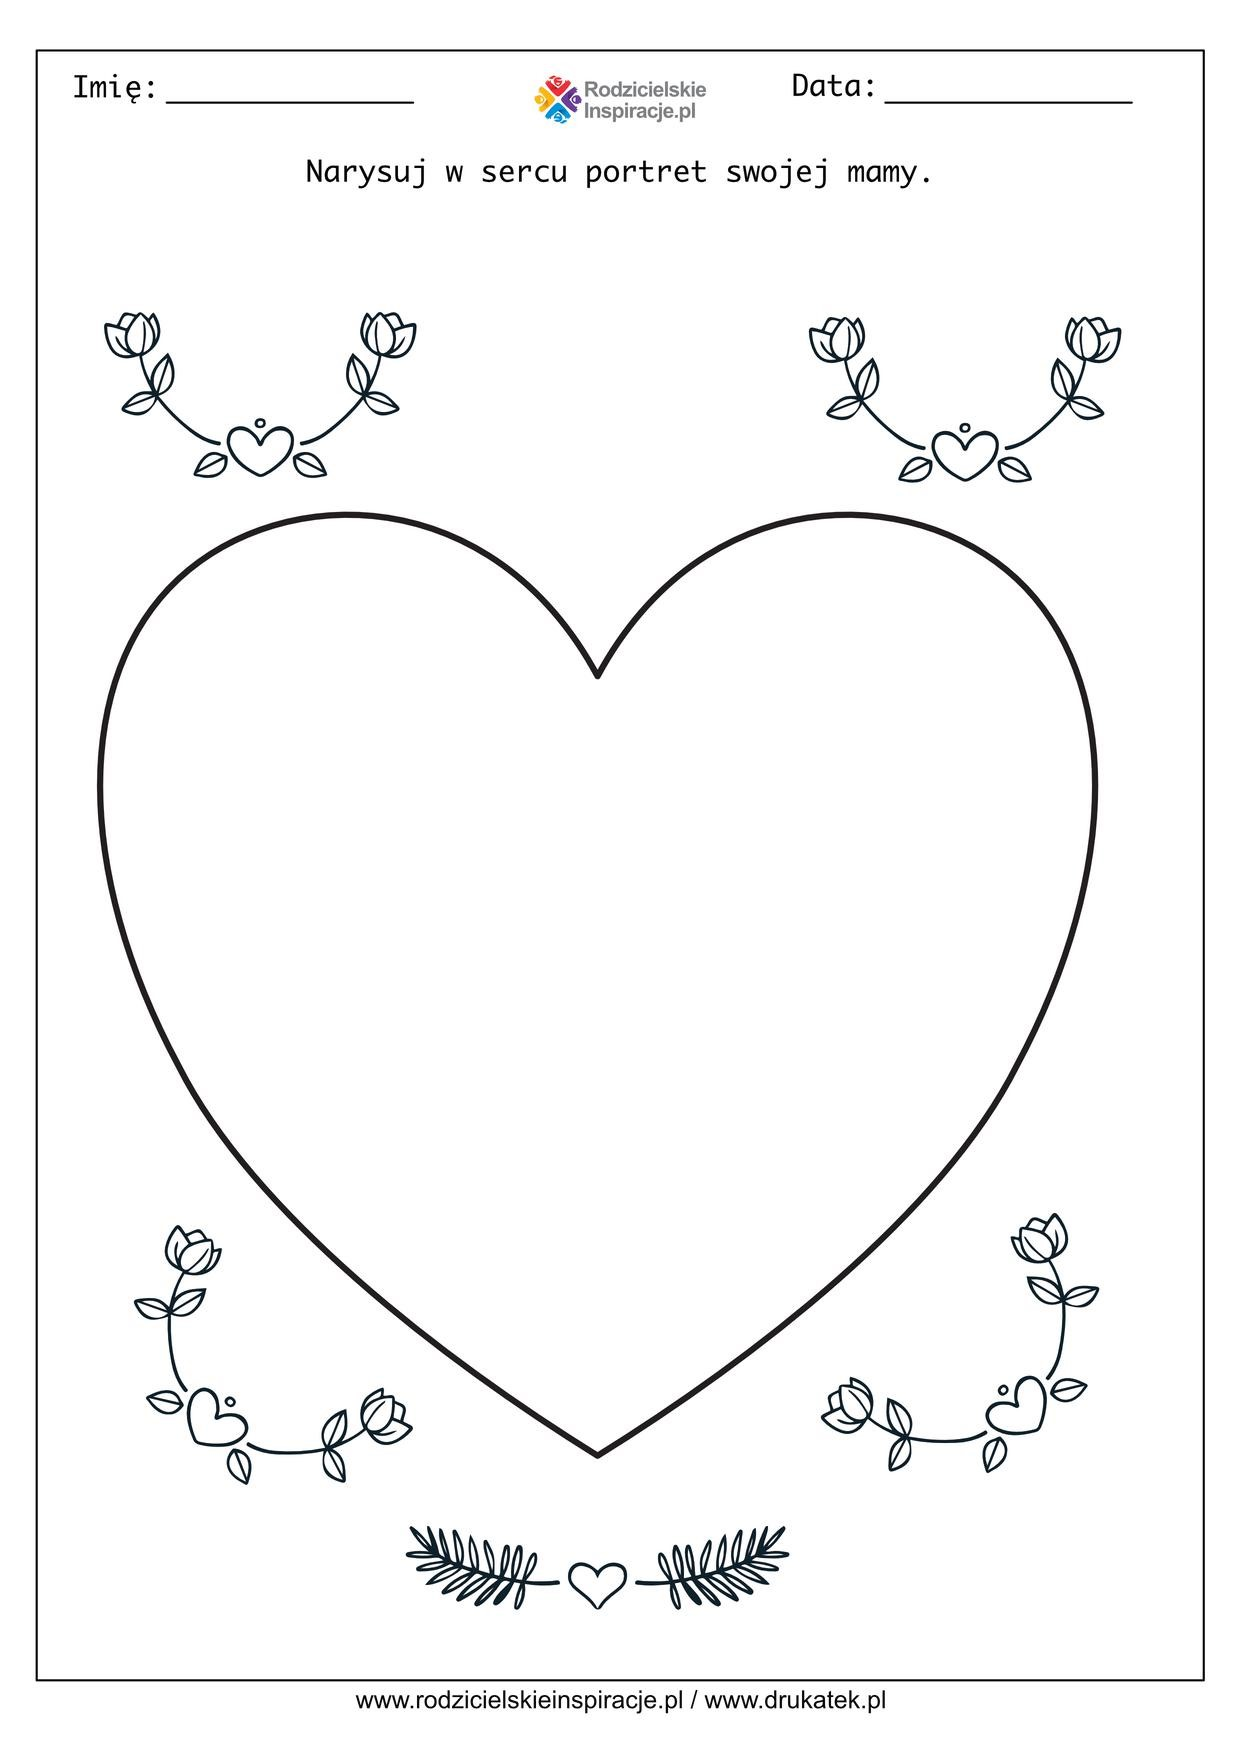 Imię: Rodzicielskie Data:
Inspiracje.pl
Narysuj w sercu portret swojej mamy.
www.rodzicielskieinspiracje.pl / www.drukatek.pl